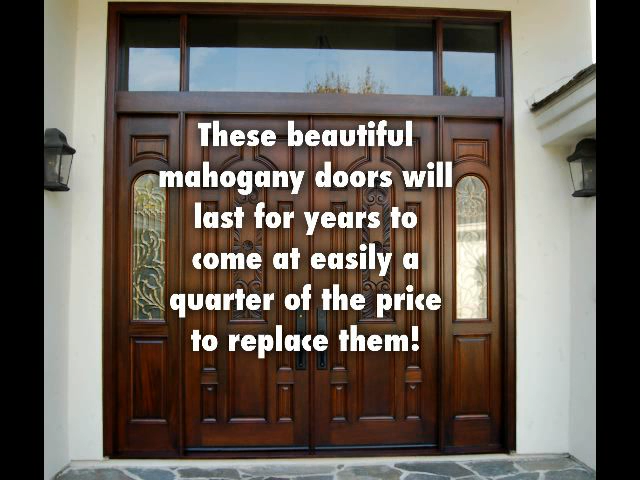 These beautiful
mahogany doors will
last for years to
come at easily a
quarter of the price
to replace them!